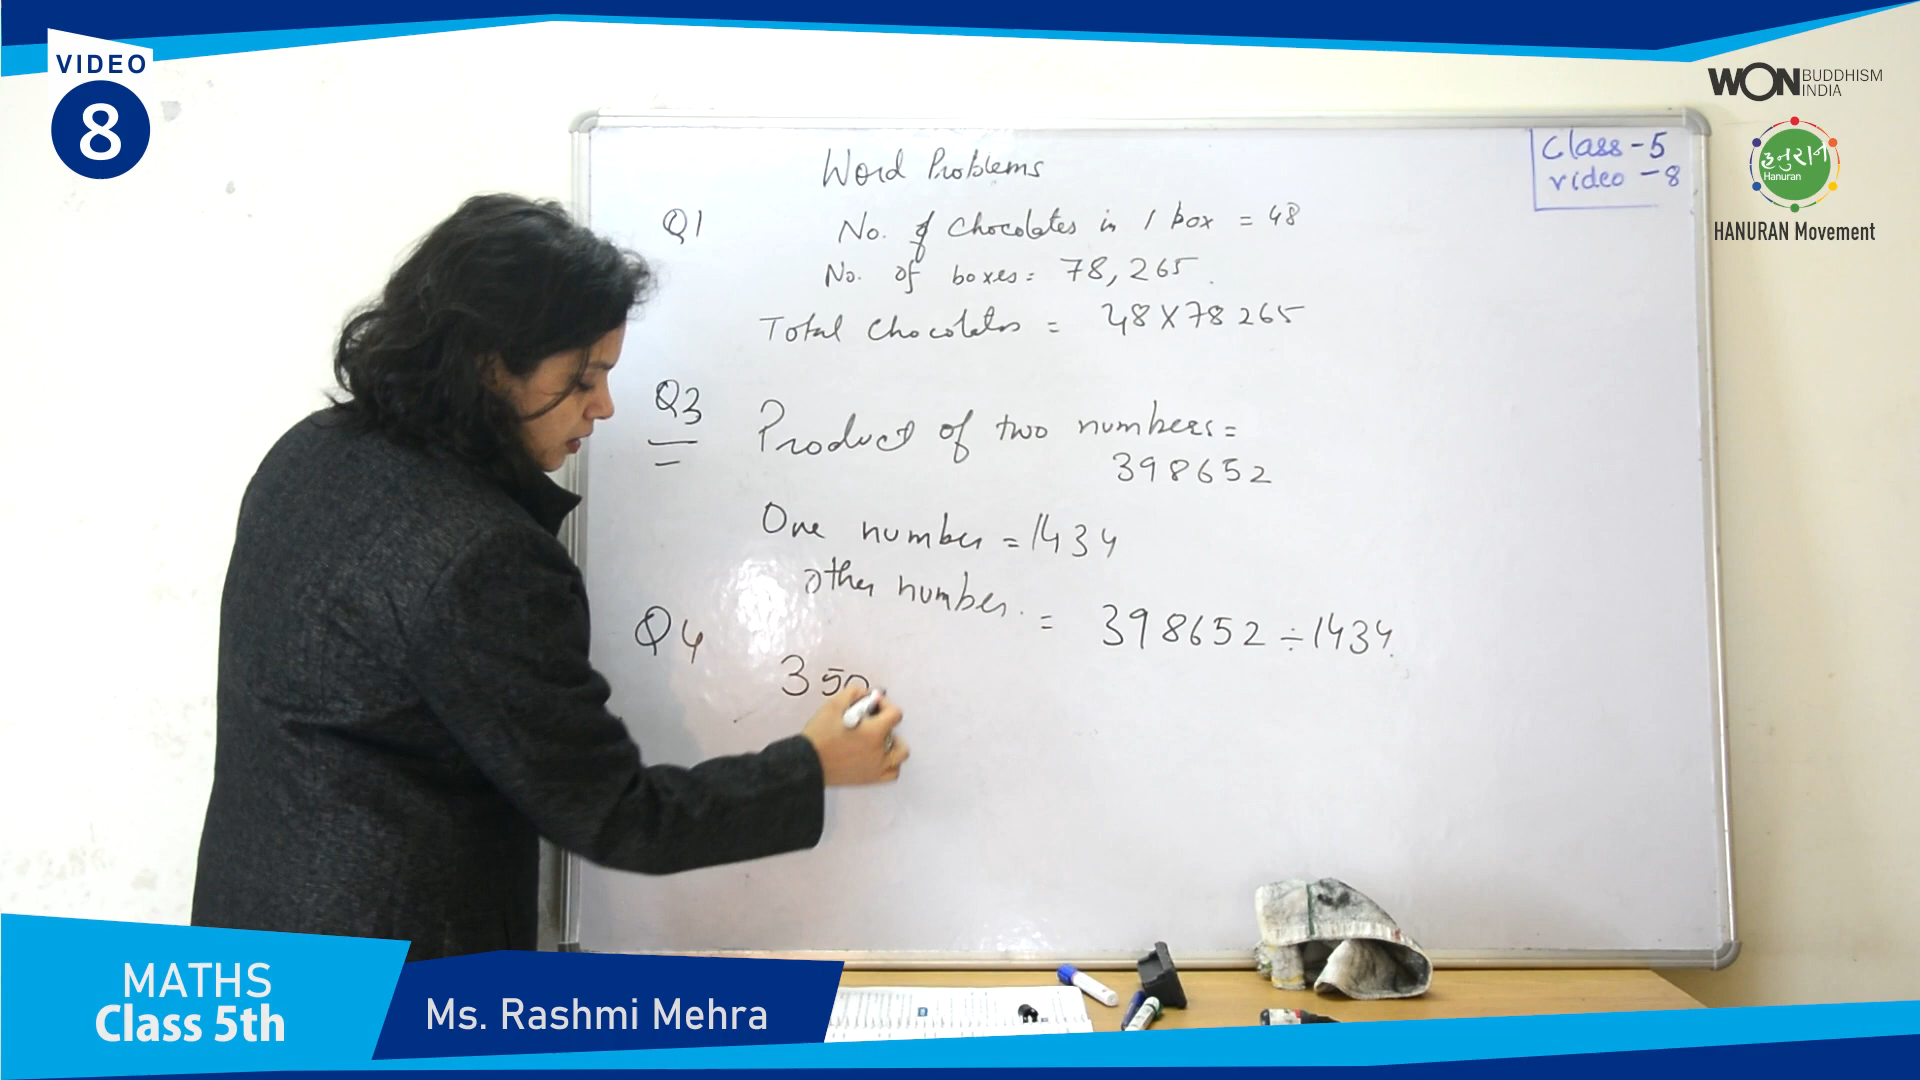 VIDEO
8
WON BUDDHISM INDIA
हनुरान
Hanuran
HANURAN Movement
Class - 5
video - 8
Word Problems
Q1 No. of Chocolates in 1 box = 48
No. of boxes = 78,265
Total Chocolates = 48 X 78265
Q3 Product of two numbers =
398652
One number = 1434
other number. = 398652 ÷ 1434
Q4
350
MATHS
Class 5th
Ms. Rashmi Mehra